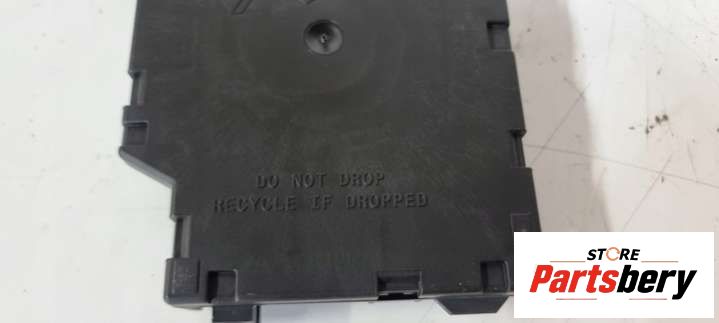 DO NOT DROP
RECYCLE IF DROPPED
STORE
Partsbery